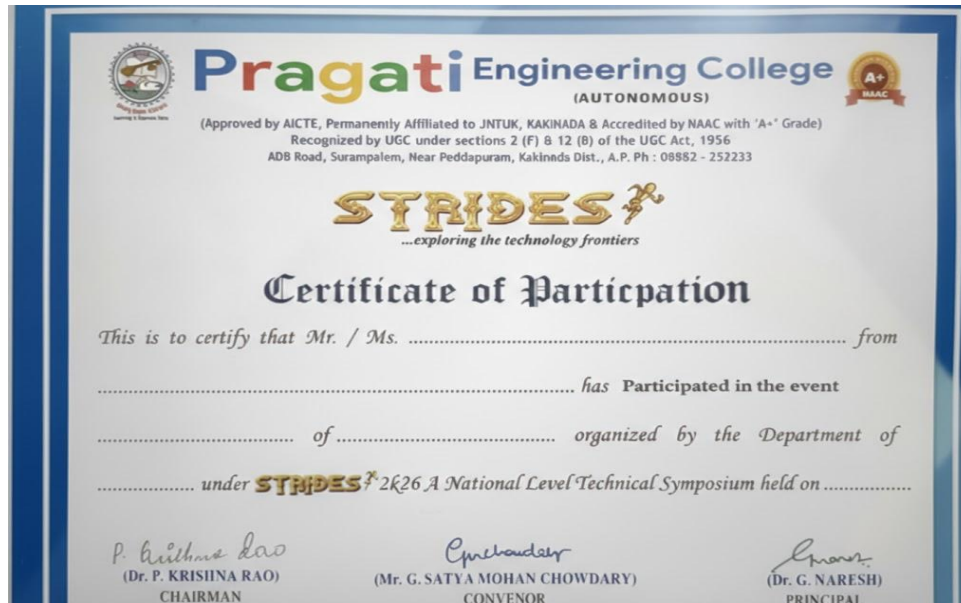 Pragati Engineering College
(AUTONOMOUS)
A+
NAAC
(Approved by AICTE, Permanently Affiliated to JNTUK, KAKINADA & Accredited by NAAC with 'A+' Grade)
Recognized by UGC under sections 2 (F) & 12 (B) of the UGC Act, 1956
ADB Road, Surampalem, Near Peddapuram, Kakinnds Dist., A.P. Ph : 08852 - 252233
STRIDES
...exploring the technology frontiers
Certificate of Particpation
This is to certify that Mr. / Ms. .......... from
.......... has Participated in the event
.......... of .......... organized by the Department of
.......... under STRIDES 2k26 A National Level Technical Symposium held on ..........
P. Krishna Rao
(Dr. P. KRISIINA RAO) (Mr. G. SATYA MOHAN CHOWDARY) (Dr. G. NARESH)
CHAIRMAN CONVENOR PRINCIPAL